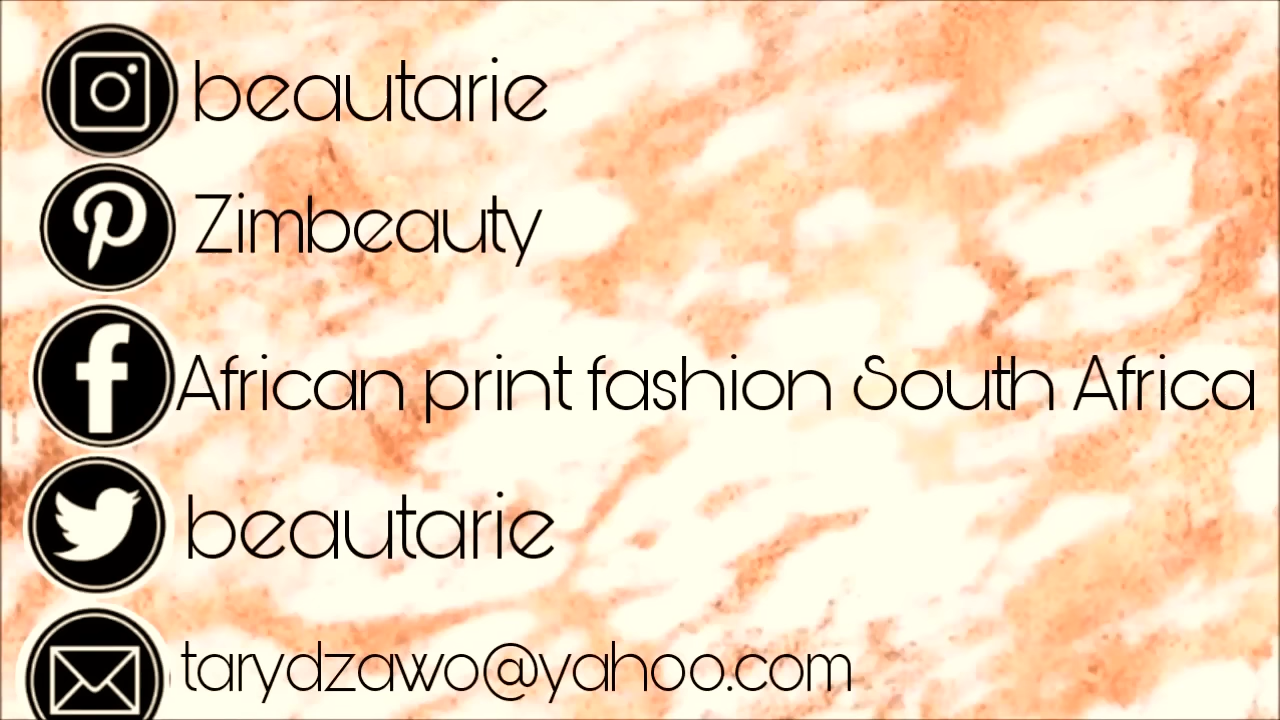 beautarie
Zimbeauty
African print fashion South Africa
beautarie
tarydzawo@yahoo.com